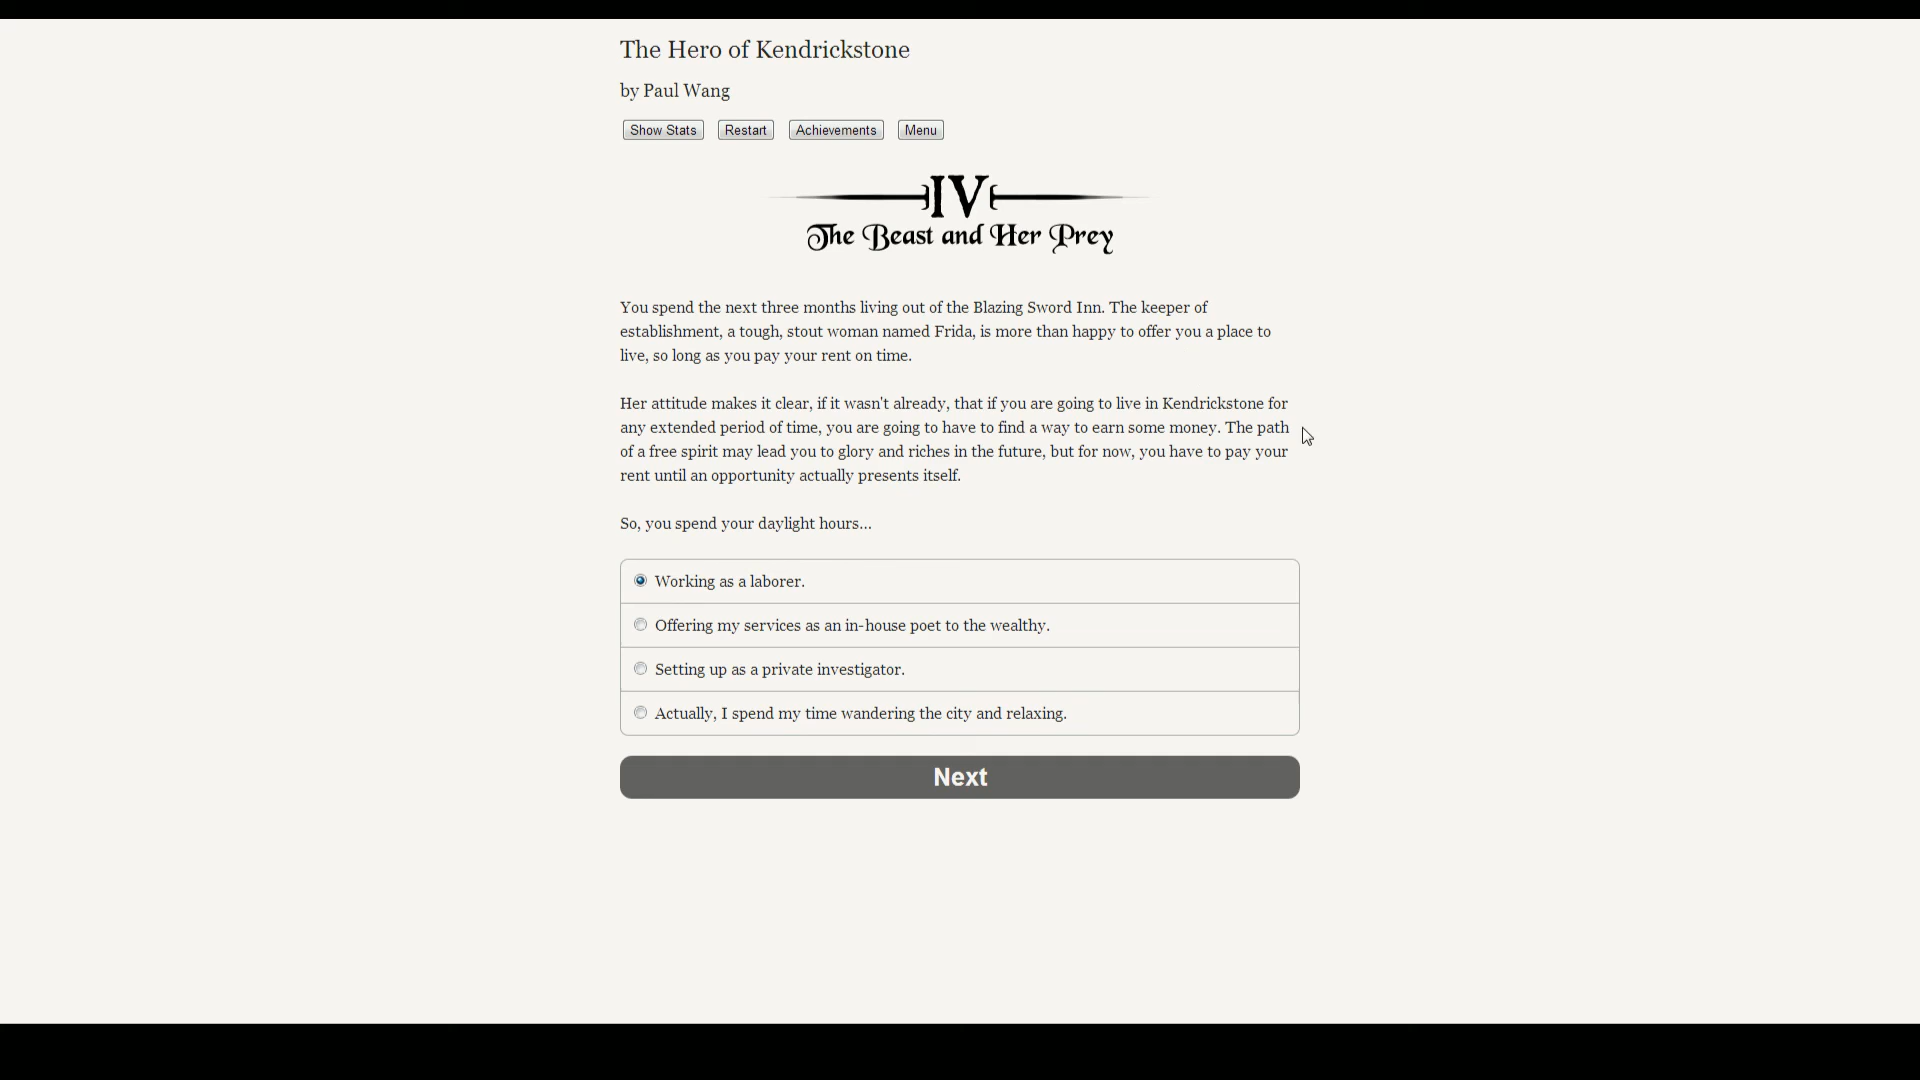 The Hero of Kendrickstone
by Paul Wang
Show Stats Restart Achievements Menu
IV
The Beast and Her Prey
You spend the next three months living out of the Blazing Sword Inn. The keeper of
establishment, a tough, stout woman named Frida, is more than happy to offer you a place to
live, so long as you pay your rent on time.
Her attitude makes it clear, if it wasn't already, that if you are going to live in Kendrickstone for
any extended period of time, you are going to have to find a way to earn some money. The path
of a free spirit may lead you to glory and riches in the future, but for now, you have to pay your
rent until an opportunity actually presents itself.
So, you spend your daylight hours...
Working as a laborer.
Offering my services as an in-house poet to the wealthy.
Setting up as a private investigator.
Actually, I spend my time wandering the city and relaxing.
Next